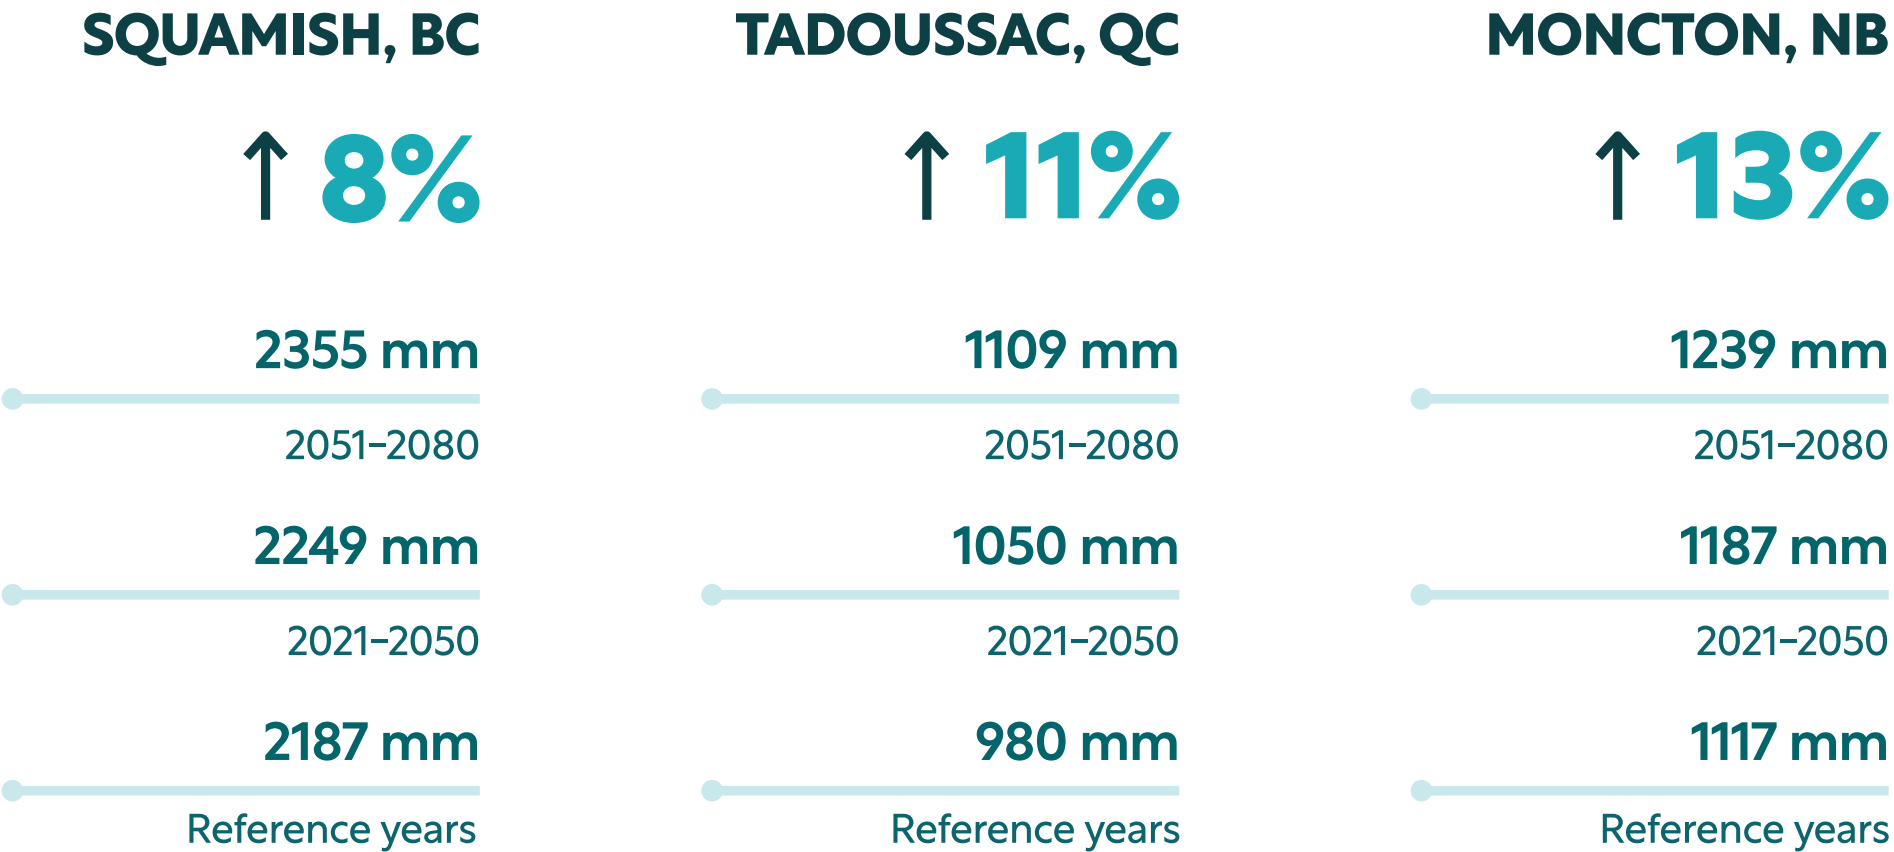 SQUAMISH, BC
↑ 8%
2355 mm
2051–2080
2249 mm
2021–2050
2187 mm
Reference years
TADOUSSAC, QC
↑ 11%
1109 mm
2051–2080
1050 mm
2021–2050
980 mm
Reference years
MONCTON, NB
↑ 13%
1239 mm
2051–2080
1187 mm
2021–2050
1117 mm
Reference years